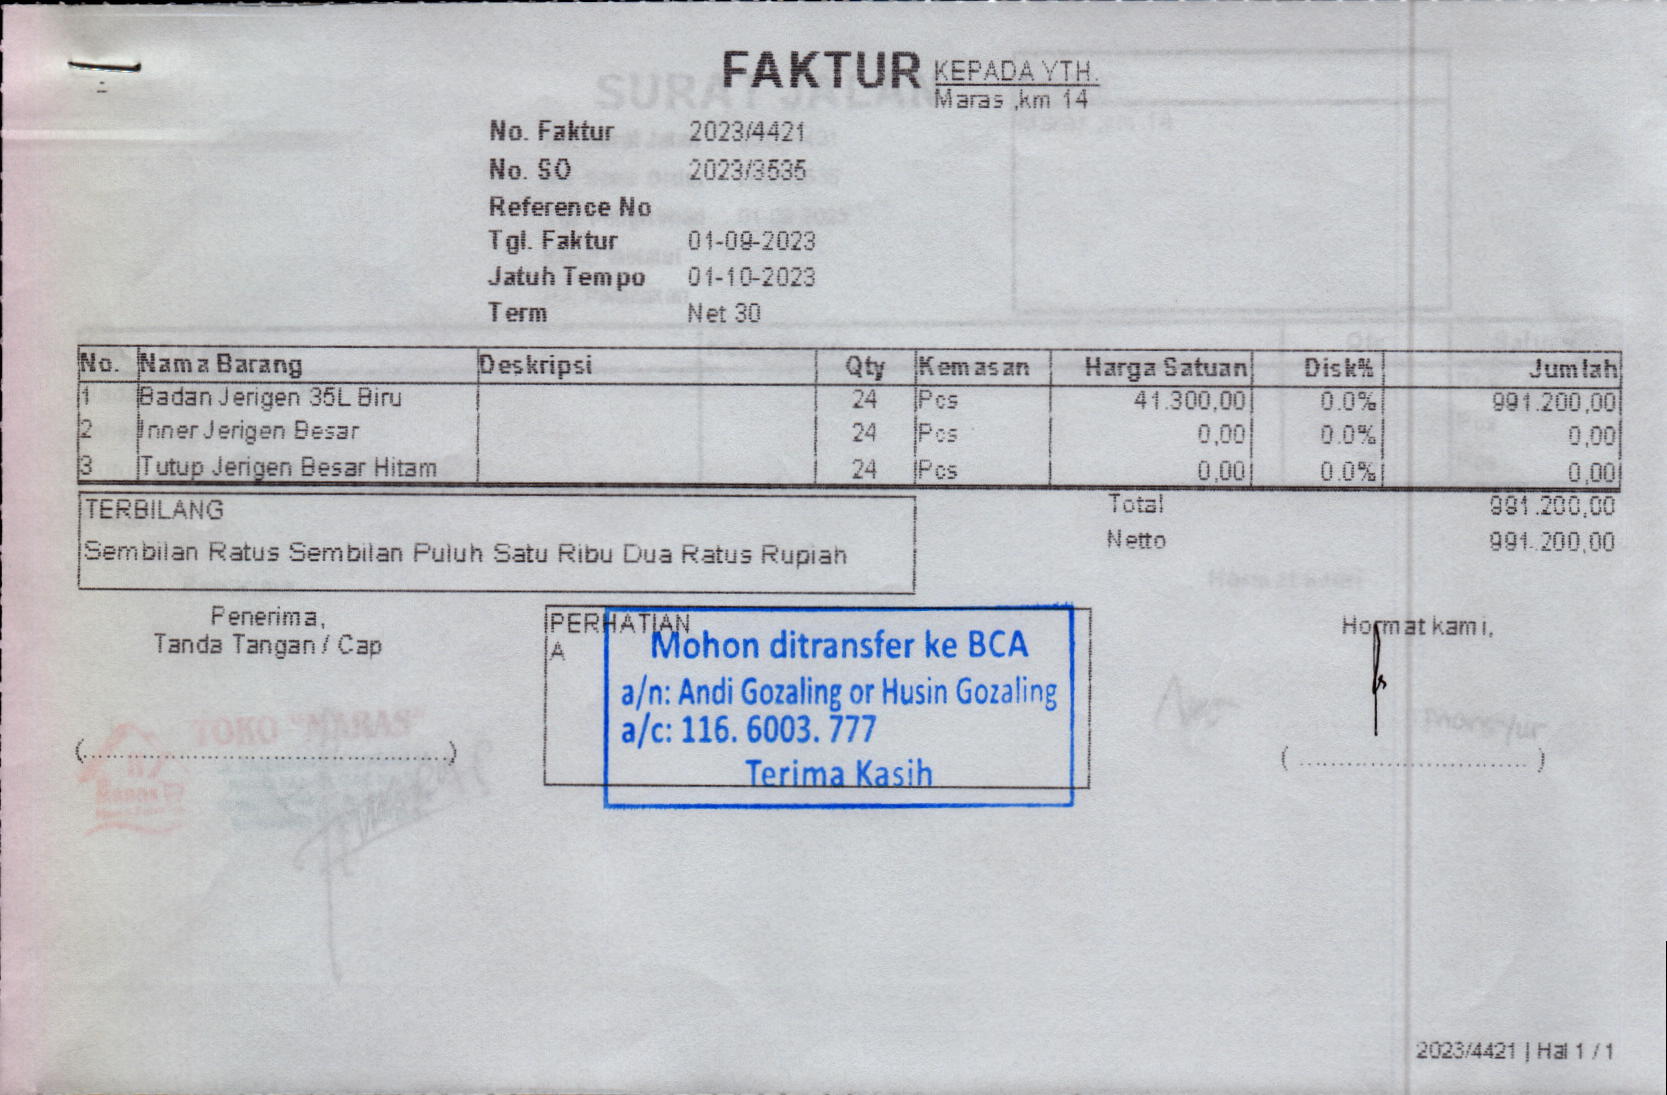 FAKTUR
KEPADA YTH.
Maras ,km 14
No. Faktur 2023/4421
No. SO 2023/3535
Reference No
Tgl. Faktur 01-09-2023
Jatuh Tempo 01-10-2023
Term Net 30
No. Nama Barang Deskripsi Qty Kemasan Harga Satuan Disk% Jumlah
1 Badan Jerigen 35L Biru 24 Pcs 41.300,00 0.0% 991.200,00
2 Inner Jerigen Besar 24 Pcs 0,00 0.0% 0,00
3 Tutup Jerigen Besar Hitam 24 Pcs 0,00 0.0% 0,00
Total 991.200,00
Netto 991.200,00
TERBILANG
Sembilan Ratus Sembilan Puluh Satu Ribu Dua Ratus Rupiah
Penerima,
Tanda Tangan / Cap
TOKO "MARAS"
PERHATIAN
A
Mohon ditransfer ke BCA
a/n: Andi Gozaling or Husin Gozaling
a/c: 116. 6003. 777
Terima Kasih
Hormat kami,
2023/4421 | Hal 1 / 1